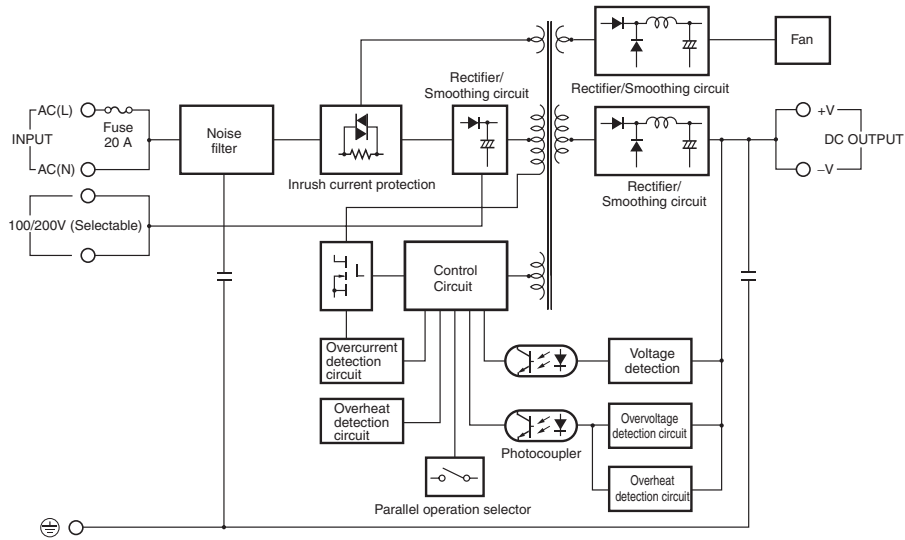 Fan
Rectifier/
Smoothing circuit
Rectifier/Smoothing circuit
AC(L)
Fuse
20 A
INPUT
AC(N)
Noise
filter
Inrush current protection
+V
DC OUTPUT
–V
Rectifier/
Smoothing circuit
100/200V (Selectable)
Control
Circuit
Overcurrent
detection
circuit
Voltage
detection
Overheat
detection
circuit
Overvoltage
detection circuit
Photocoupler
Overheat
detection circuit
Parallel operation selector